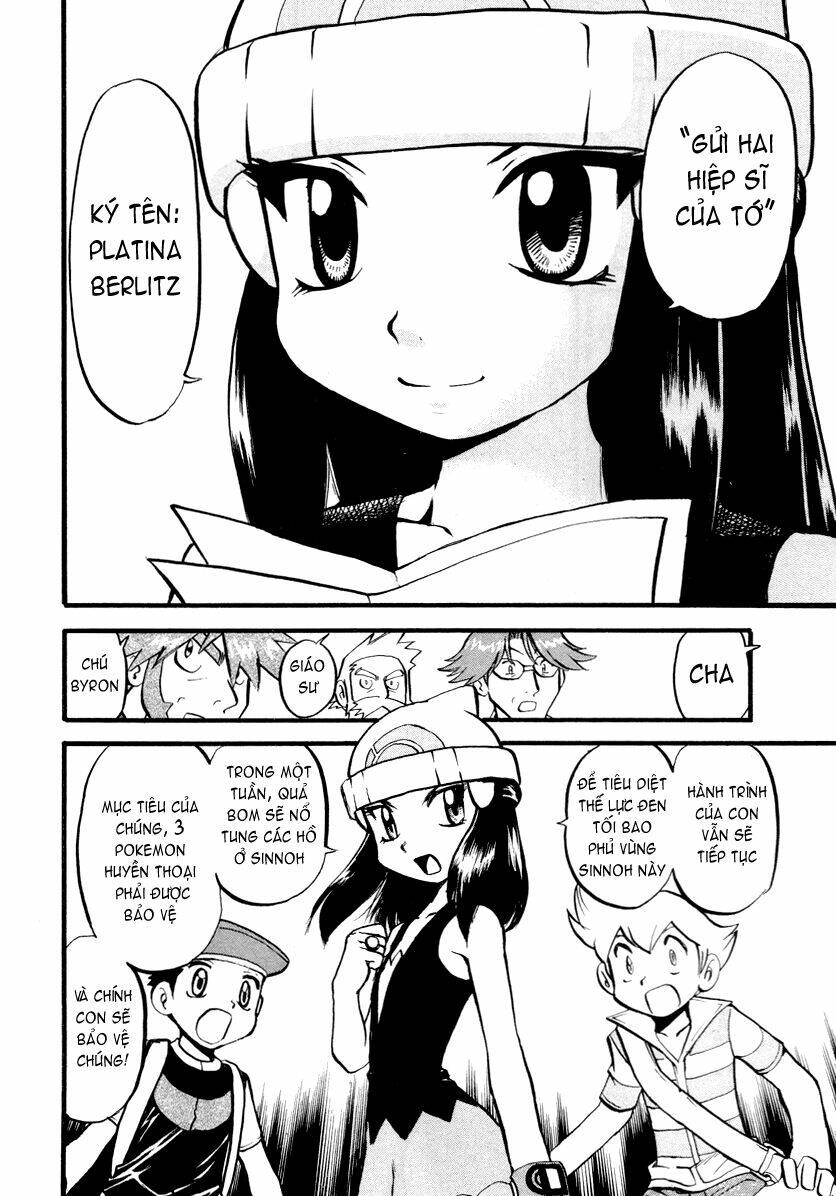 "GỬI HAI
HIỆP SĨ
CỦA TỚ"
KÝ TÊN:
PLATINA
BERLITZ
CHA
GIÁO
SƯ
CHÚ
BYRON
HÀNH TRÌNH
CỦA CON
VẪN SẼ
TIẾP TỤC
ĐỂ TIÊU DIỆT
THẾ LỰC ĐEN
TỐI BAO
PHỦ VÙNG
SINNOH NÀY
TRONG MỘT
TUẦN, QUẢ
BOM SẼ NỔ
TUNG CÁC HỒ
Ở SINNOH
MỤC TIÊU CỦA
CHÚNG, 3
POKEMON
HUYỀN THOẠI
PHẢI ĐƯỢC
BẢO VỆ
VÀ CHÍNH
CON SẼ
BẢO VỆ
CHÚNG!